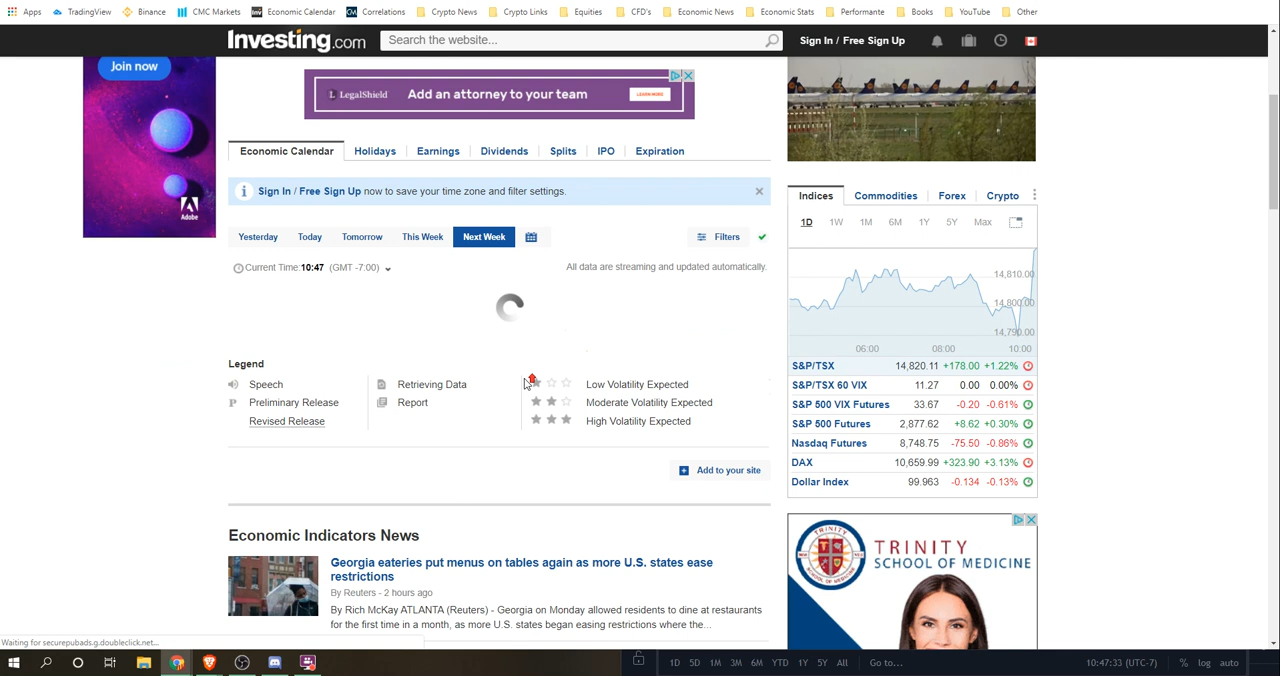 Apps TradingView Binance CMC Markets Economic Calendar Correlations Crypto News Crypto Links Equities CFD's Economic News Economic Stats Performante Books YouTube Other
Investing.com Search the website... Sign In / Free Sign Up
Join now
LegalShield Add an attorney to your team LEARN MORE
Adobe
Economic Calendar Holidays Earnings Dividends Splits IPO Expiration
Sign In / Free Sign Up now to save your time zone and filter settings.
Yesterday Today Tomorrow This Week Next Week Filters
Current Time:10:47 (GMT -7:00) All data are streaming and updated automatically.
Legend
Speech Retrieving Data Low Volatility Expected
P Preliminary Release Report Moderate Volatility Expected
Revised Release High Volatility Expected
Add to your site
Economic Indicators News
Georgia eateries put menus on tables again as more U.S. states ease
restrictions
By Reuters - 2 hours ago
By Rich McKay ATLANTA (Reuters) - Georgia on Monday allowed residents to dine at restaurants
for the first time in a month, as more U.S. states began easing restrictions where the...
Indices Commodities Forex Crypto
1D 1W 1M 6M 1Y 5Y Max
14,810.00
14,800.00
14,790.00
06:00 08:00 10:00
S&P/TSX 14,820.11 +178.00 +1.22%
S&P/TSX 60 VIX 11.27 0.00 0.00%
S&P 500 VIX Futures 33.67 -0.20 -0.61%
S&P 500 Futures 2,877.62 +8.62 +0.30%
Nasdaq Futures 8,748.75 -75.50 -0.86%
DAX 10,659.99 +323.90 +3.13%
Dollar Index 99.963 -0.134 -0.13%
TRINITY
SCHOOL OF MEDICINE
Waiting for securepubads.g.doubleclick.net...
1D 5D 1M 3M 6M YTD 1Y 5Y All Go to... 10:47:33 (UTC-7) % log auto